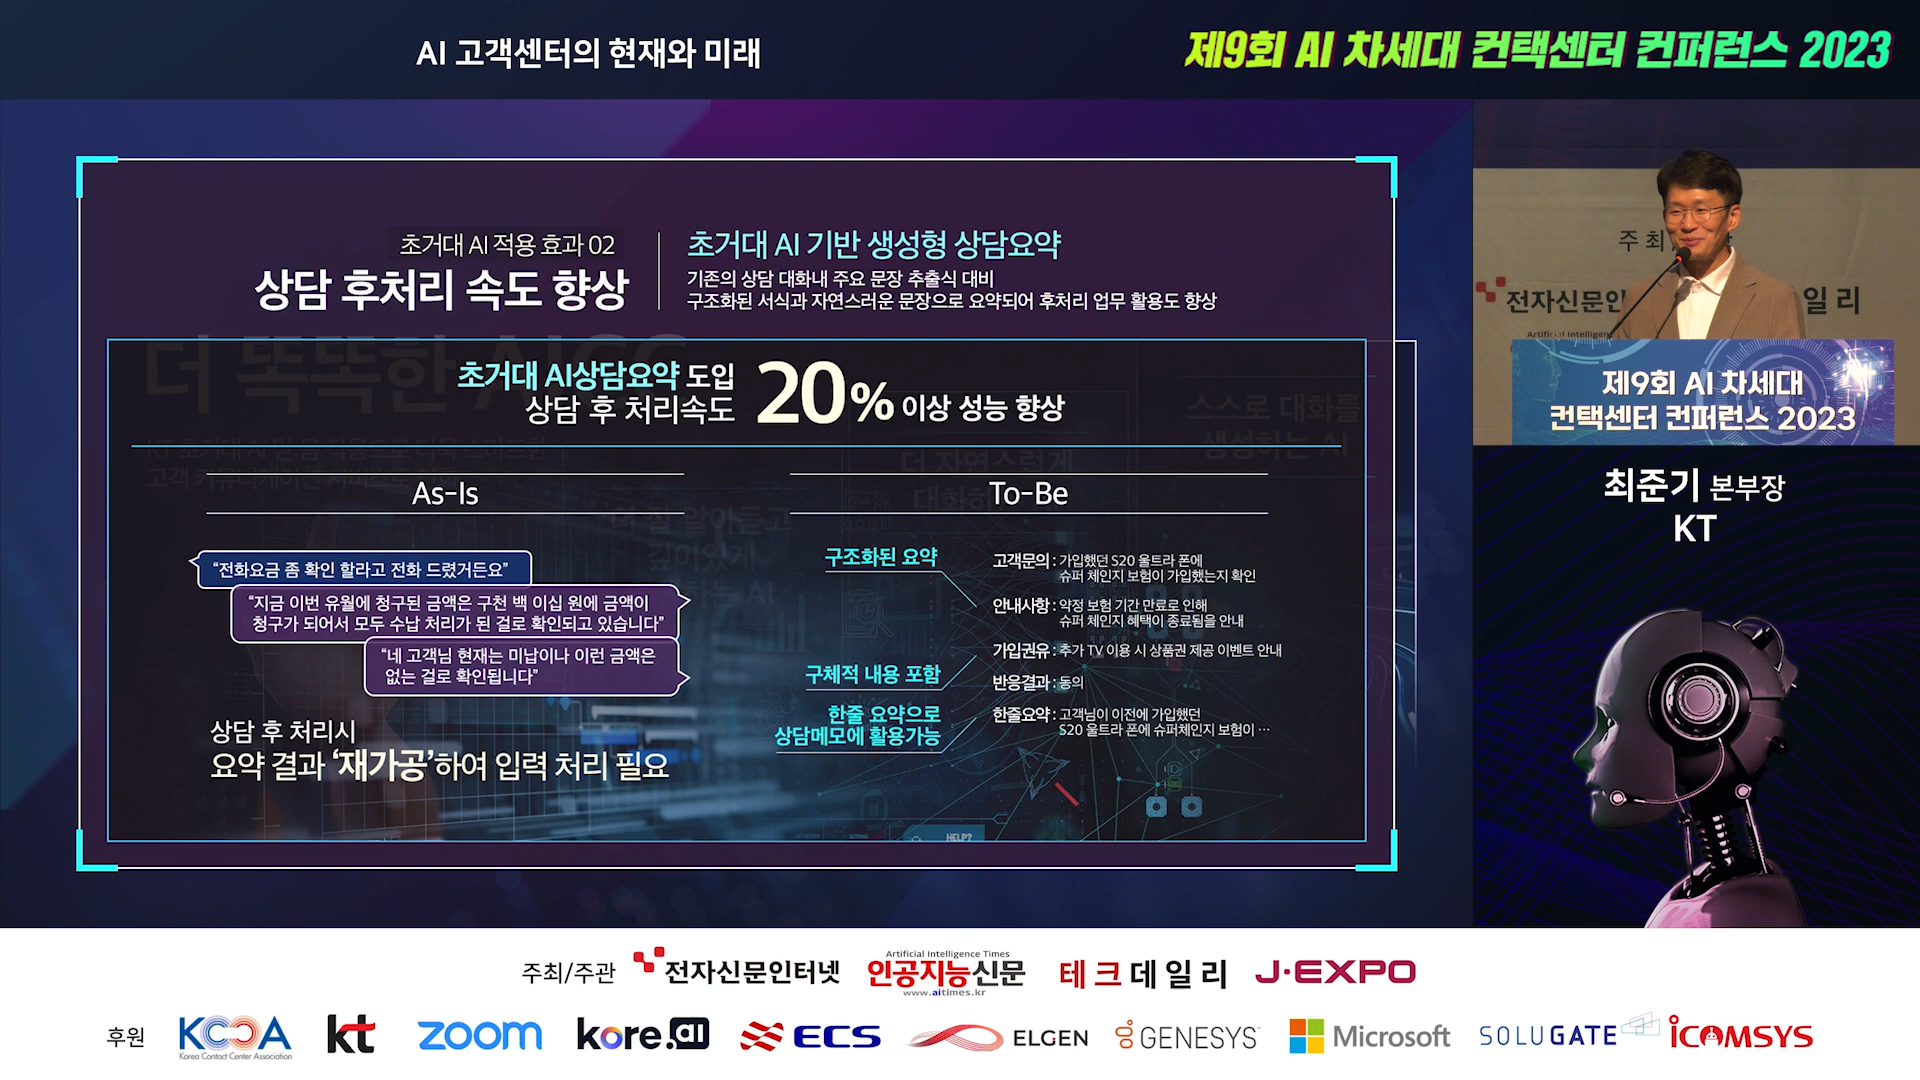 AI 고객센터의 현재와 미래
제9회 AI 차세대 컨택센터 컨퍼런스 2023
초거대 AI 적용 효과 02
상담 후처리 속도 향상
초거대 AI 기반 생성형 상담요약
기존의 상담 대화내 주요 문장 추출식 대비
구조화된 서식과 자연스러운 문장으로 요약되어 후처리 업무 활용도 향상
초거대 AI상담요약 도입
상담 후 처리속도
20% 이상 성능 향상
As-Is
“전화요금 좀 확인 할라고 전화 드렸거든요”
“지금 이번 유월에 청구된 금액은 구천 백 이십 원에 금액이
청구가 되어서 모두 수납 처리가 된 걸로 확인되고 있습니다”
“네 고객님 현재는 미납이나 이런 금액은
없는 걸로 확인됩니다”
상담 후 처리시
요약 결과 ‘재가공’하여 입력 처리 필요
To-Be
구조화된 요약
구체적 내용 포함
한줄 요약으로
상담메모에 활용가능
고객문의 : 가입했던 S20 울트라 폰에
슈퍼 체인지 보험이 가입했는지 확인
안내사항 : 약정 보험 기간 만료로 인해
슈퍼 체인지 혜택이 종료됨을 안내
가입권유 : 추가 TV 이용 시 상품권 제공 이벤트 안내
반응결과 : 동의
한줄요약 : 고객님이 이전에 가입했던
S20 울트라 폰에 슈퍼체인지 보험이 ···
HELP?
주최
전자신문인
일리
제9회 AI 차세대
컨택센터 컨퍼런스 2023
최준기 본부장
KT
주최/주관
전자신문인터넷
Artificial Intelligence Times
인공지능신문
www.aitimes.kr
테크데일리
J·EXPO
후원
KCCA
Korea Contact Center Association
kt
zoom
kore.ai
ECS
ELGEN
GENESYS
Microsoft
SOLUGATE
iCOMSYS